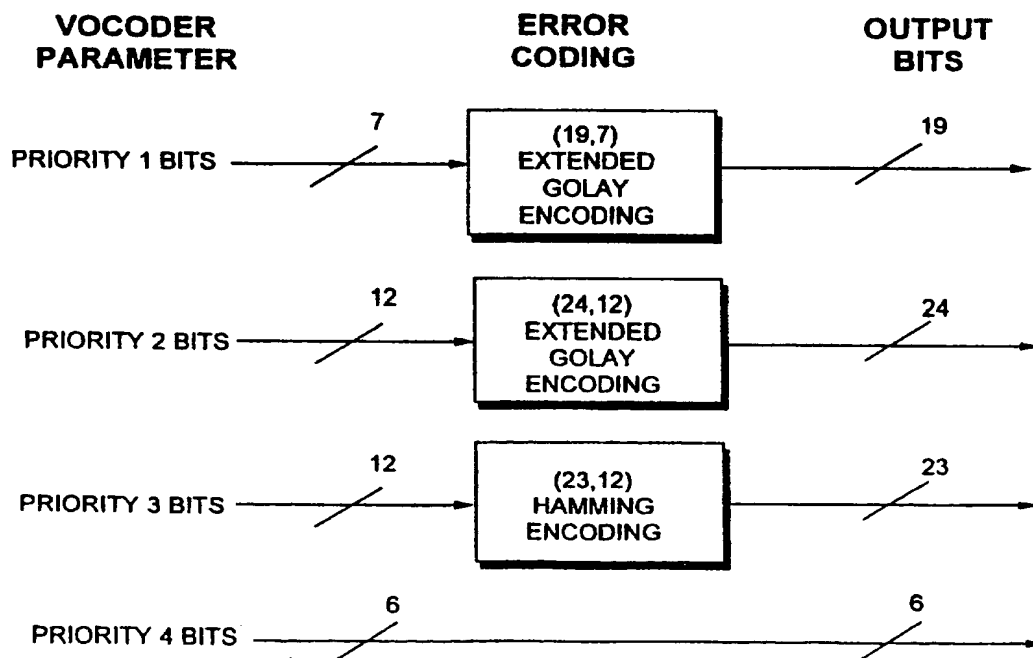 VOCODER PARAMETER
ERROR CODING
OUTPUT BITS
PRIORITY 1 BITS
7
(19,7)
EXTENDED
GOLAY
ENCODING
19
PRIORITY 2 BITS
12
(24,12)
EXTENDED
GOLAY
ENCODING
24
PRIORITY 3 BITS
12
(23,12)
HAMMING
ENCODING
23
PRIORITY 4 BITS
6
6